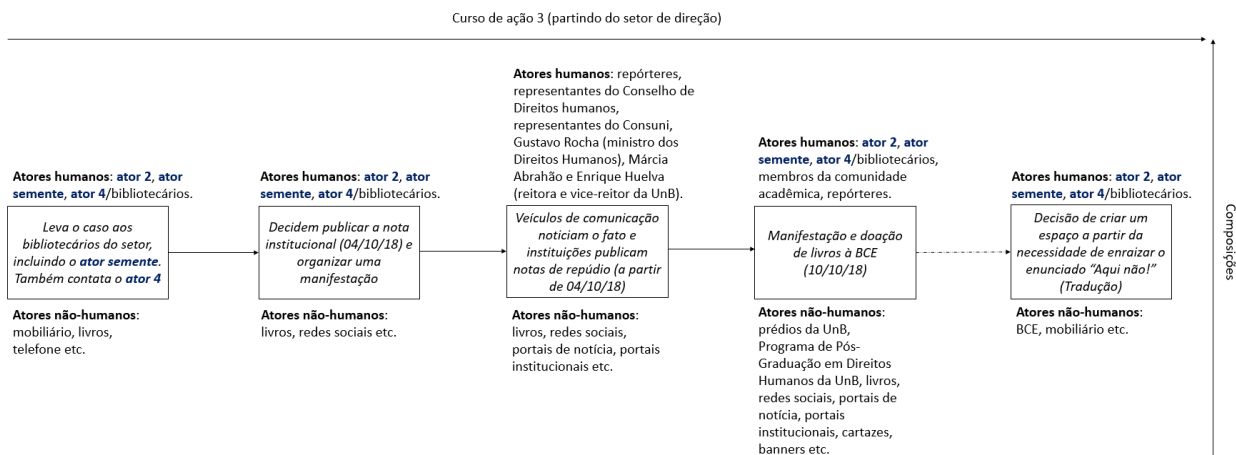 Curso de ação 3 (partindo do setor de direção)
Atores humanos: ator 2, ator
semente, ator 4/bibliotecários.
Leva o caso aos
bibliotecários do setor,
incluindo o ator semente.
Também contata o ator 4
Atores não-humanos:
mobiliário, livros,
telefone etc.
Atores humanos: ator 2, ator
semente, ator 4/bibliotecários.
Decidem publicar a nota
institucional (04/10/18) e
organizar uma
manifestação
Atores não-humanos:
livros, redes sociais etc.
Atores humanos: repórteres,
representantes do Conselho de
Direitos humanos,
representantes do Consuni,
Gustavo Rocha (ministro dos
Direitos Humanos), Márcia
Abrahão e Enrique Huelva
(reitora e vice-reitor da UnB).
Veículos de comunicação
noticiam o fato e
instituições publicam
notas de repúdio (a partir
de 04/10/18)
Atores não-humanos:
livros, redes sociais,
portais de notícia, portais
institucionais etc.
Atores humanos: ator 2, ator
semente, ator 4/bibliotecários,
membros da comunidade
acadêmica, repórteres.
Manifestação e doação
de livros à BCE
(10/10/18)
Atores não-humanos:
prédios da UnB,
Programa de Pós-
Graduação em Direitos
Humanos da UnB, livros,
redes sociais, portais de
notícia, portais
institucionais, cartazes,
banners etc.
Atores humanos: ator 2, ator
semente, ator 4/bibliotecários.
Decisão de criar um
espaço a partir da
necessidade de enraizar o
enunciado “Aqui não!”
(Tradução)
Atores não-humanos:
BCE, mobiliário etc.
Composições